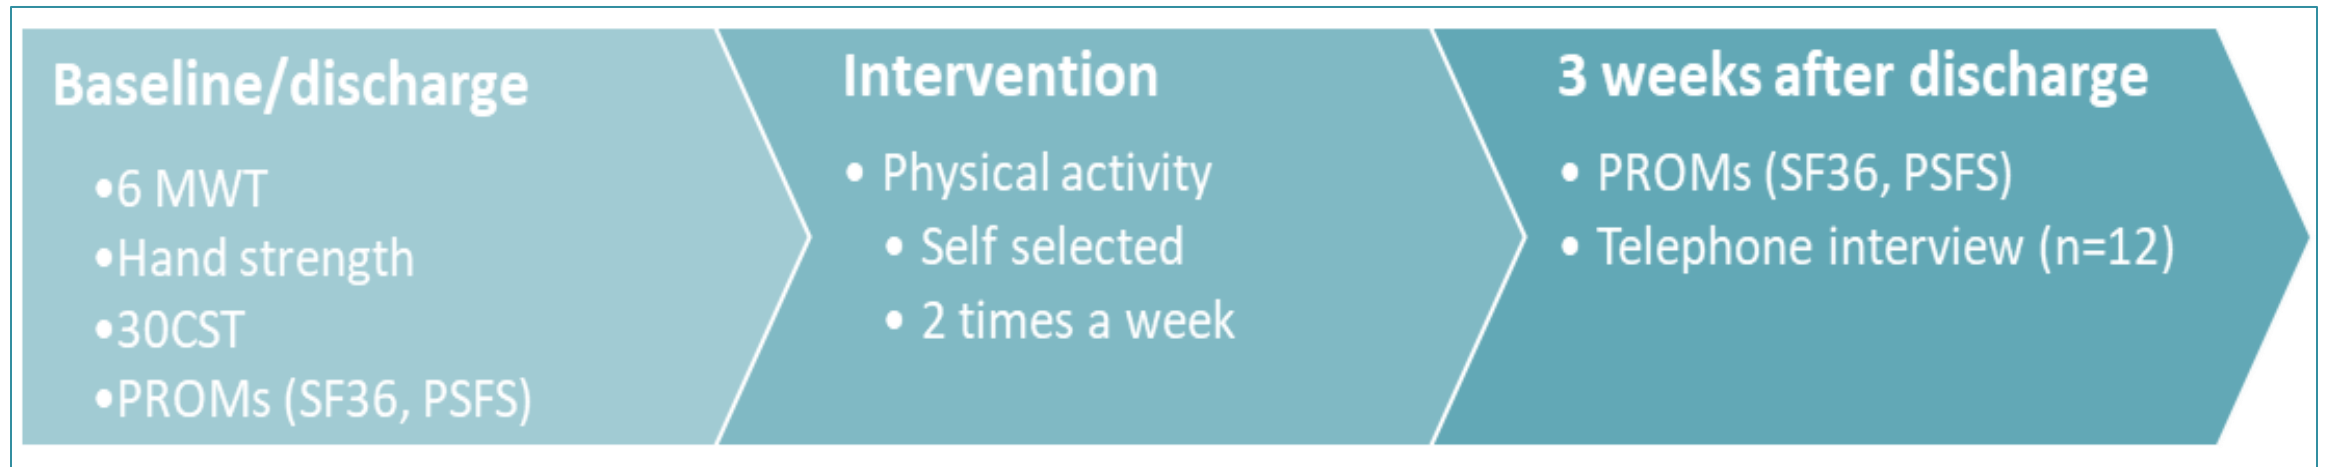 Baseline/discharge
•6 MWT
•Hand strength
•30CST
•PROMs (SF36, PSFS)
Intervention
• Physical activity
• Self selected
• 2 times a week
3 weeks after discharge
• PROMs (SF36, PSFS)
• Telephone interview (n=12)